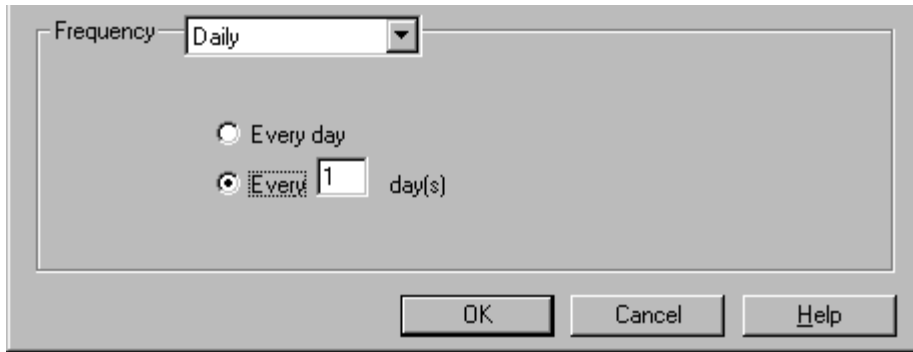 Frequency Daily
Every day
Every 1 day(s)
OK Cancel Help